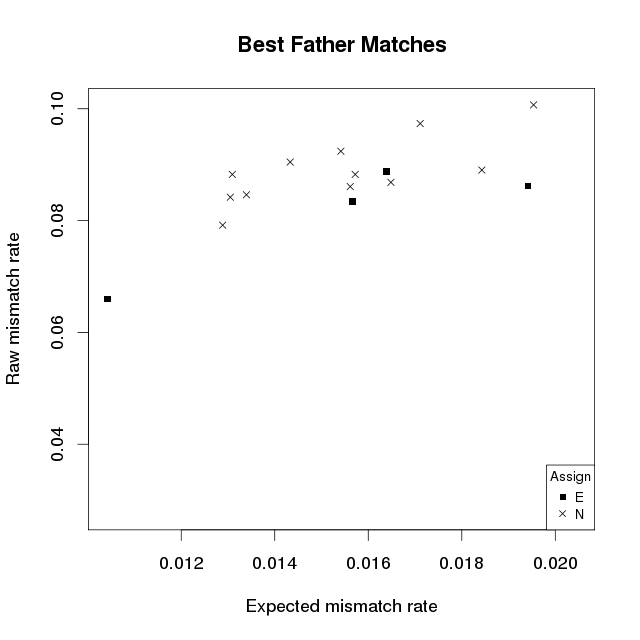 Best Father Matches
Raw mismatch rate
0.10
0.08
0.06
0.04
Assign
E
N
0.012 0.014 0.016 0.018 0.020
Expected mismatch rate